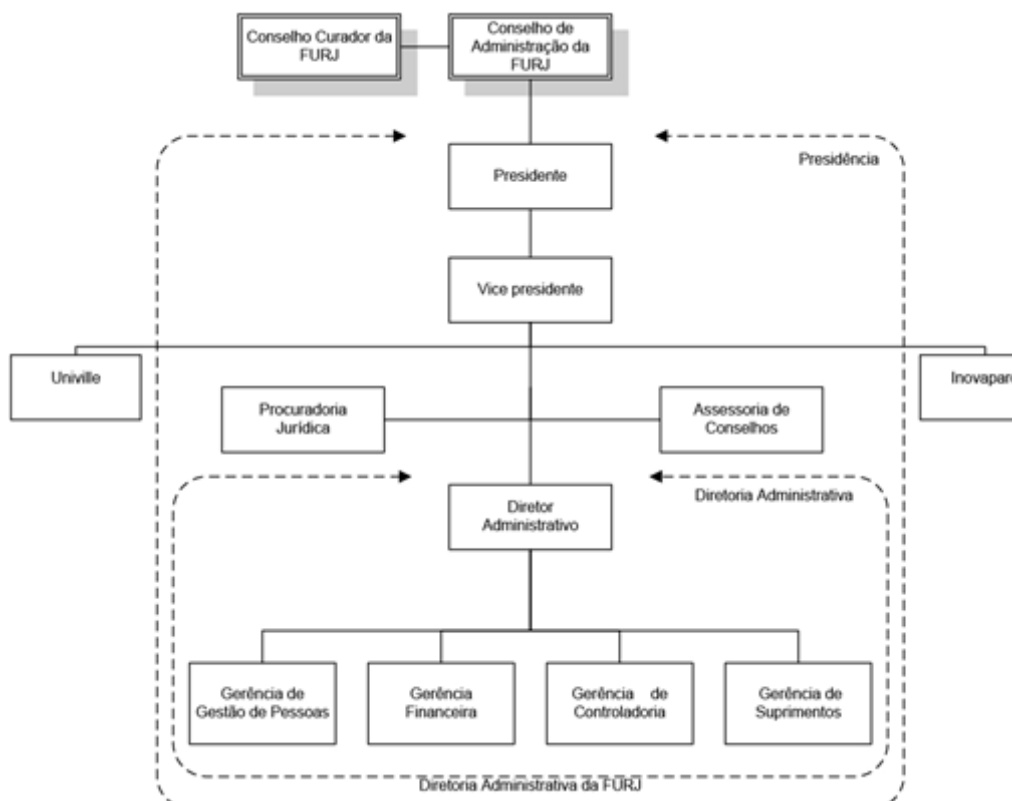 Conselho Curador da
FURJ
Conselho de
Administração da
FURJ
Presidência
Presidente
Vice presidente
Univille
Inovaparq
Procuradoria
Jurídica
Assessoria de
Conselhos
Diretoria Administrativa
Diretor
Administrativo
Gerência de
Gestão de Pessoas
Gerência
Financeira
Gerência de
Controladoria
Gerência de
Suprimentos
Diretoria Administrativa da FURJ